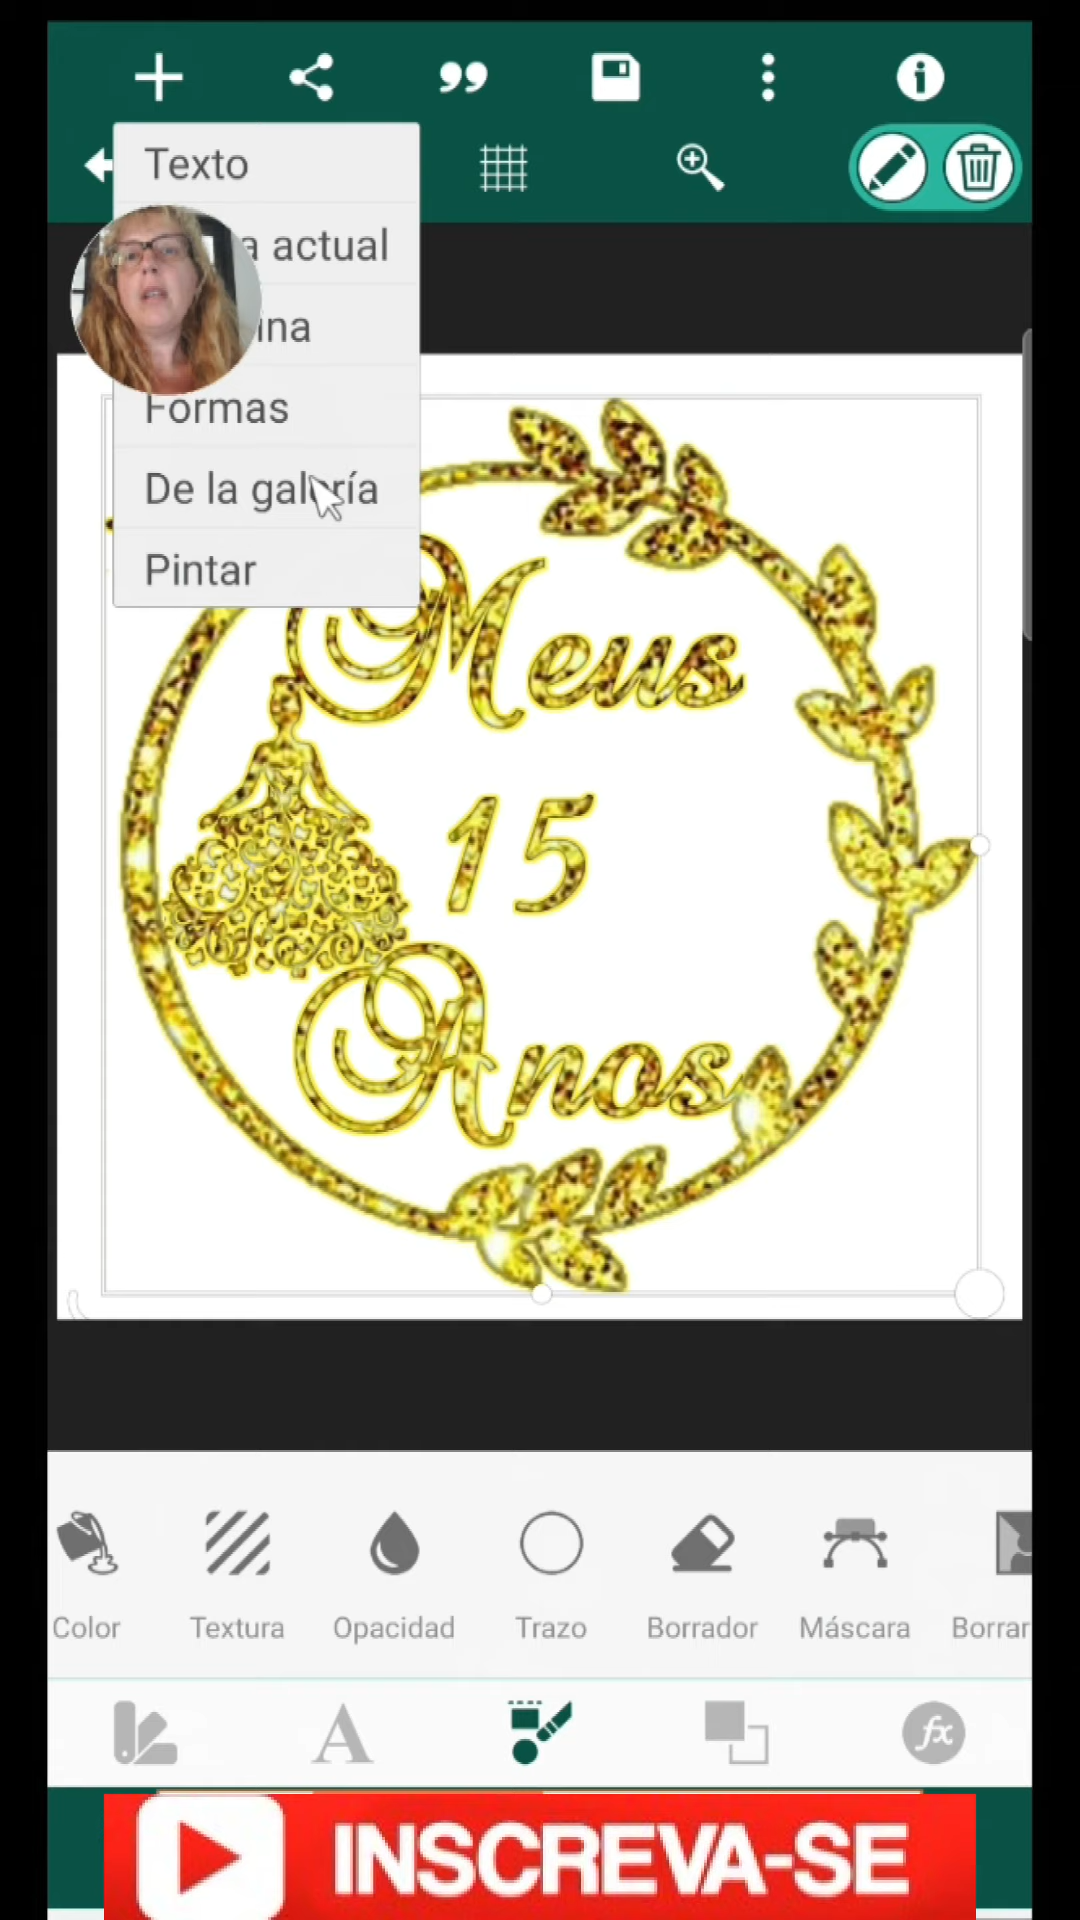 Texto
a actual
ina
Formas
De la galería
Pintar
Meus
15
Anos
Color
Textura
Opacidad
Trazo
Borrador
Máscara
Borrar
A
fx
INSCREVA-SE